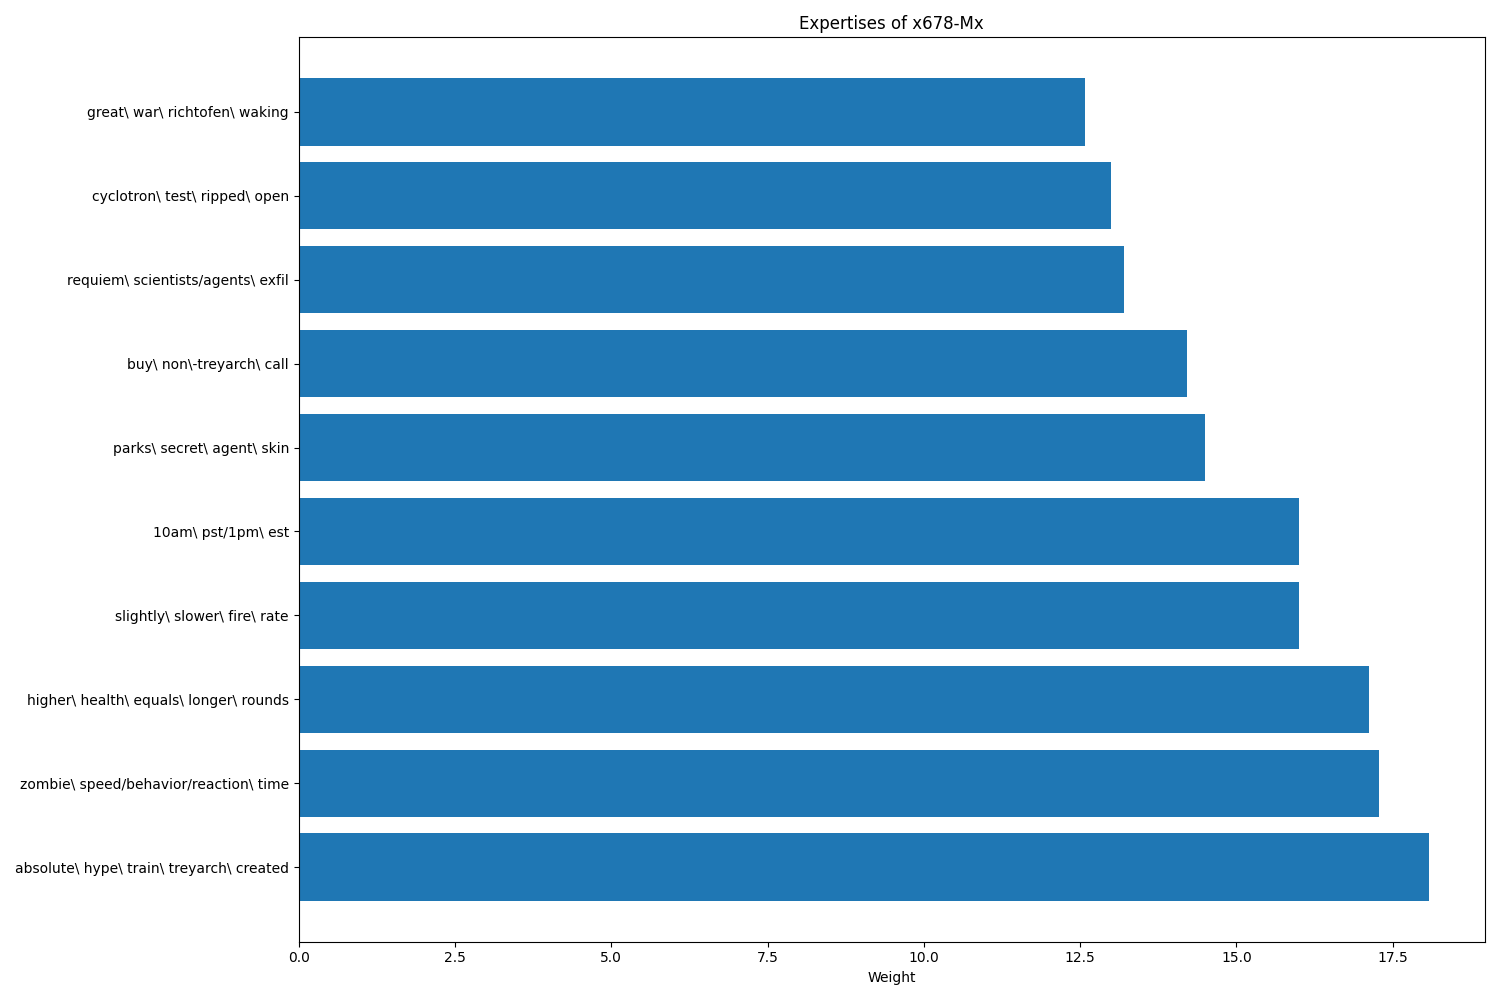 Expertises of x678-Mx
great\ war\ richtofen\ waking
cyclotron\ test\ ripped\ open
requiem\ scientists/agents\ exfil
buy\ non\-treyarch\ call
parks\ secret\ agent\ skin
10am\ pst/1pm\ est
slightly\ slower\ fire\ rate
higher\ health\ equals\ longer\ rounds
zombie\ speed/behavior/reaction\ time
absolute\ hype\ train\ treyarch\ created
0.0 2.5 5.0 7.5 10.0 12.5 15.0 17.5
Weight